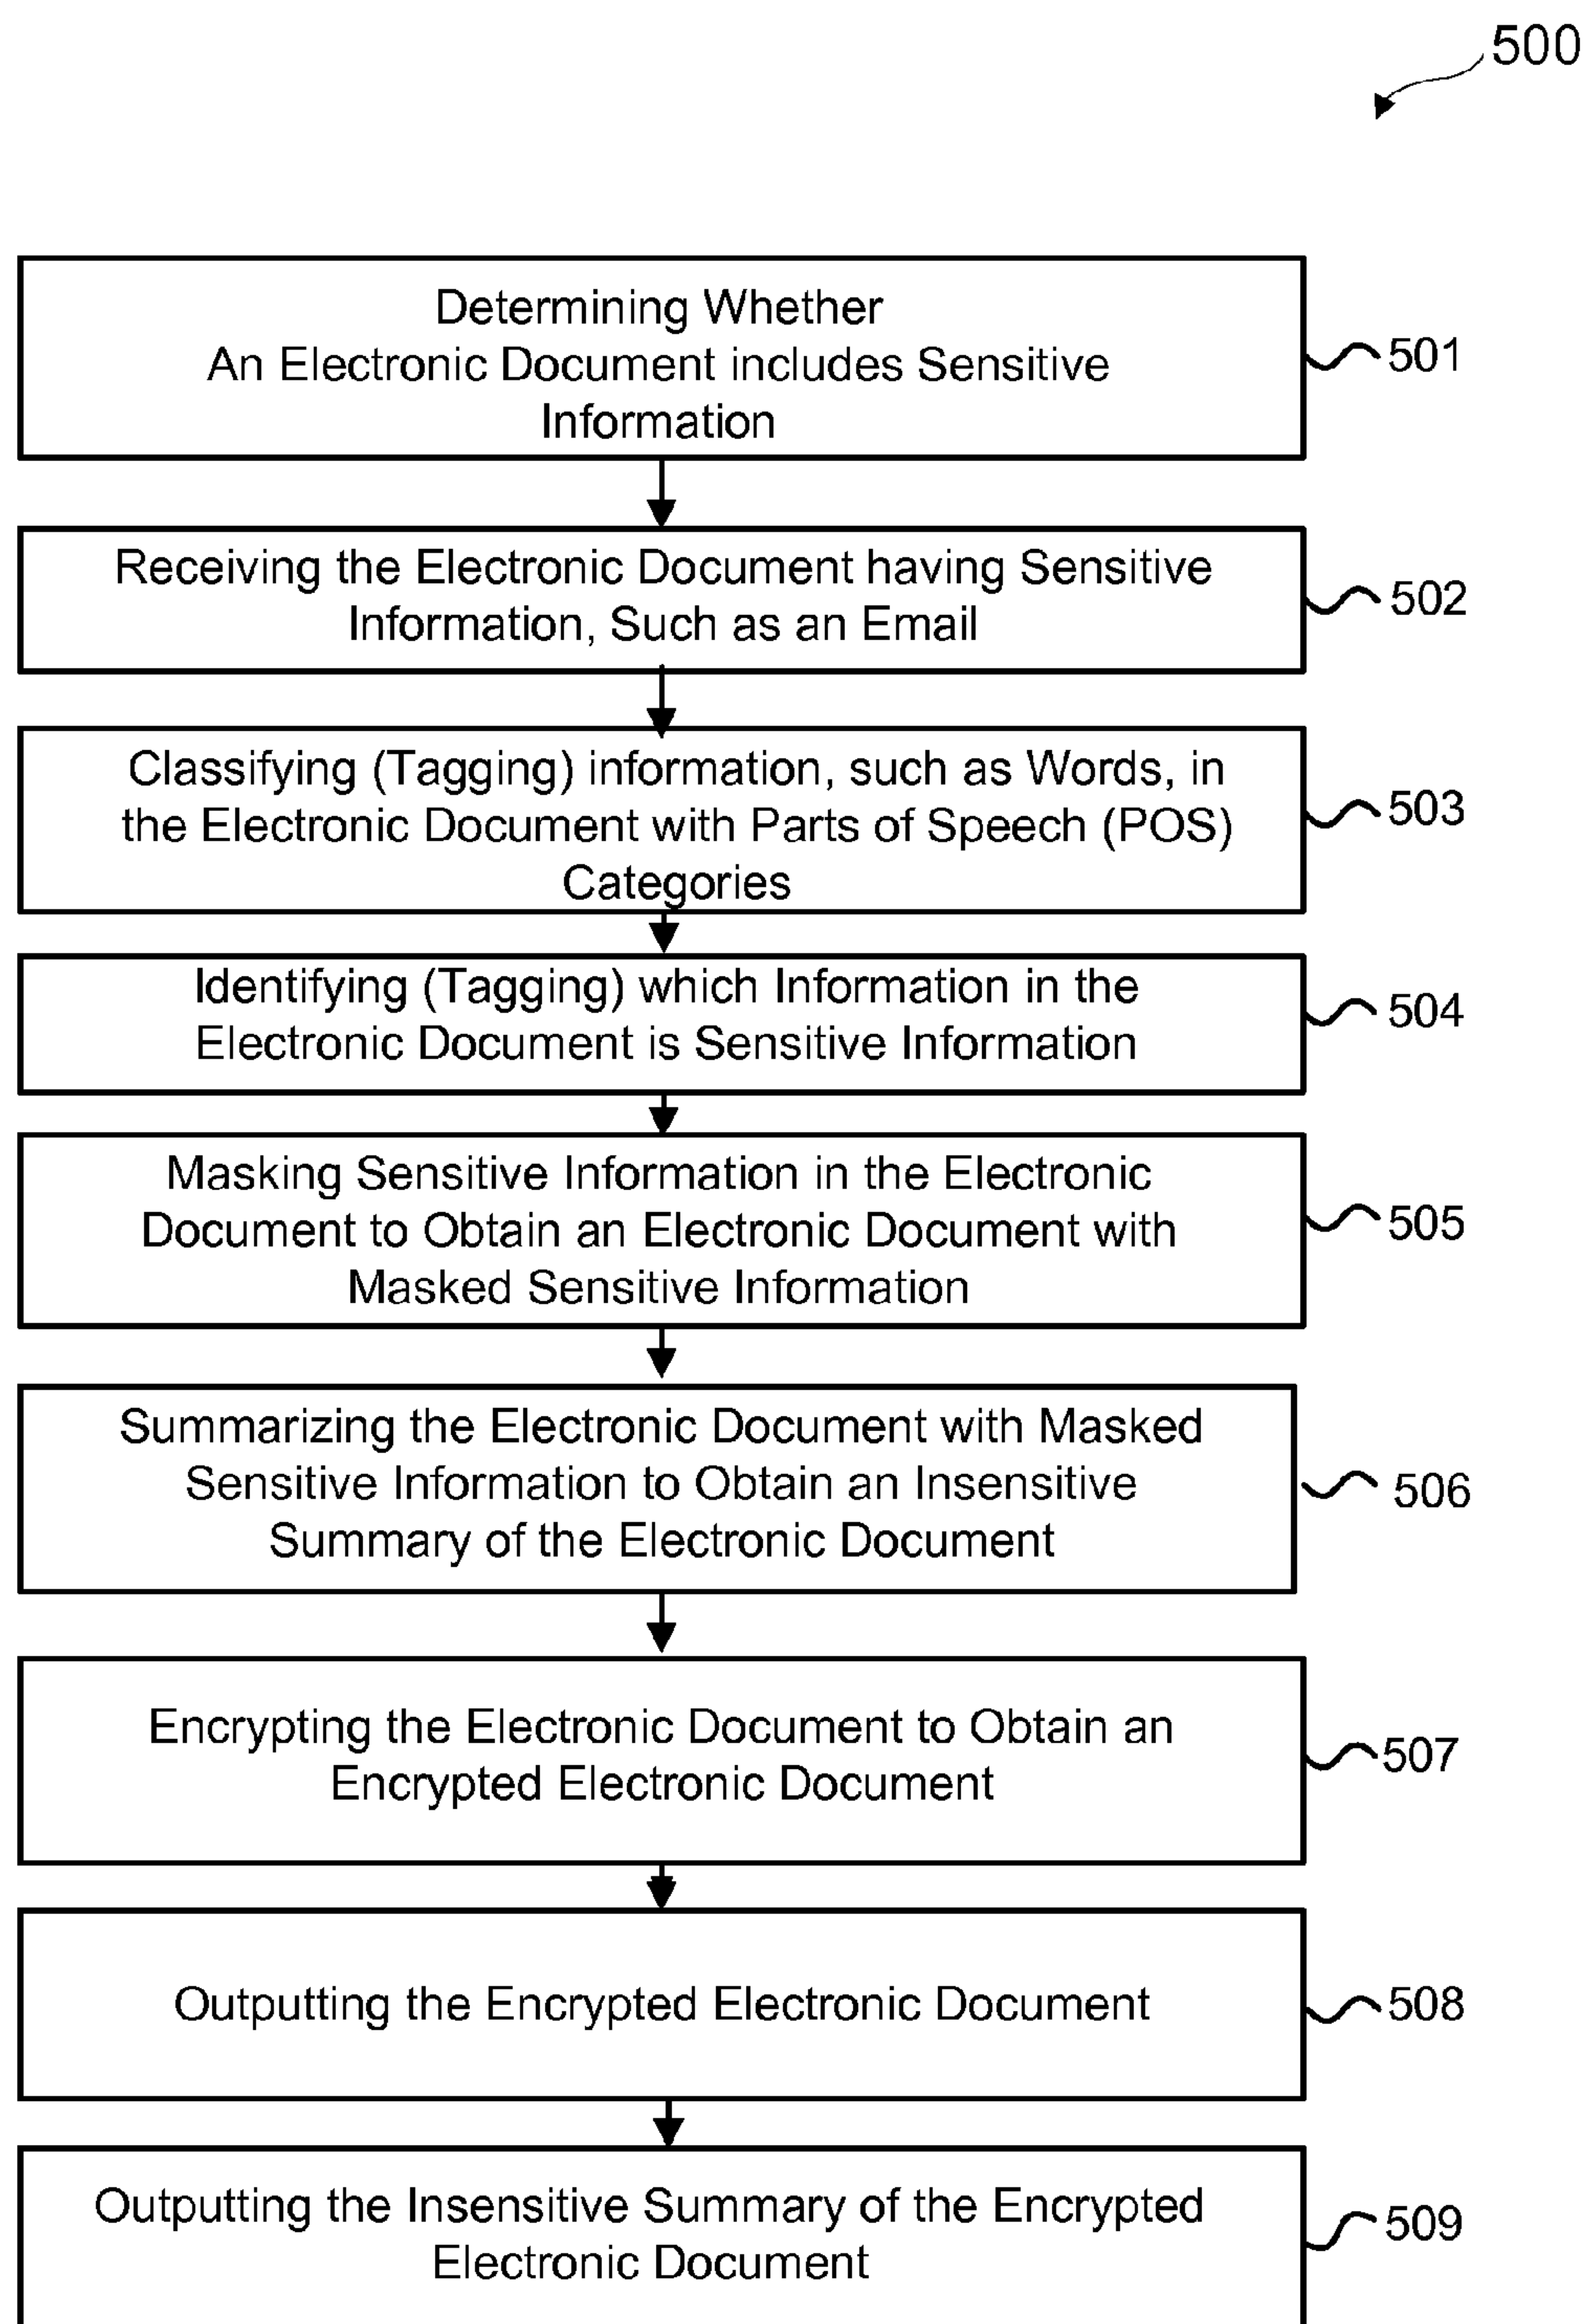 500
Determining Whether
An Electronic Document includes Sensitive
Information
501
Receiving the Electronic Document having Sensitive
Information, Such as an Email
502
Classifying (Tagging) information, such as Words, in
the Electronic Document with Parts of Speech (POS)
Categories
503
Identifying (Tagging) which Information in the
Electronic Document is Sensitive Information
504
Masking Sensitive Information in the Electronic
Document to Obtain an Electronic Document with
Masked Sensitive Information
505
Summarizing the Electronic Document with Masked
Sensitive Information to Obtain an Insensitive
Summary of the Electronic Document
506
Encrypting the Electronic Document to Obtain an
Encrypted Electronic Document
507
Outputting the Encrypted Electronic Document
508
Outputting the Insensitive Summary of the Encrypted
Electronic Document
509